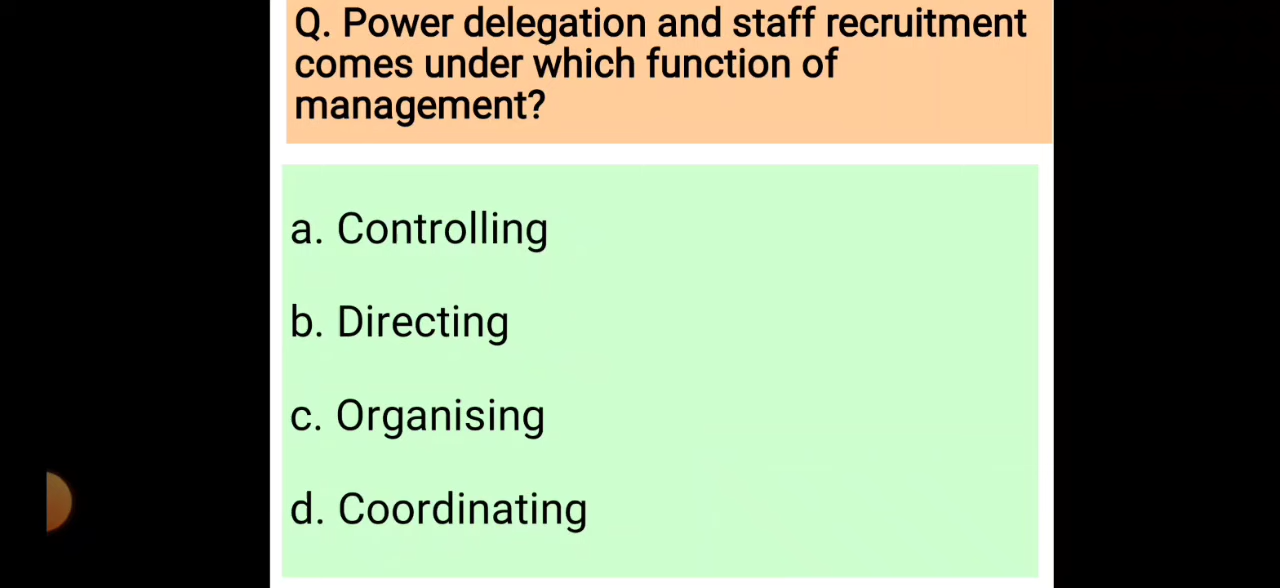 Q. Power delegation and staff recruitment
comes under which function of
management?
a. Controlling
b. Directing
c. Organising
d. Coordinating